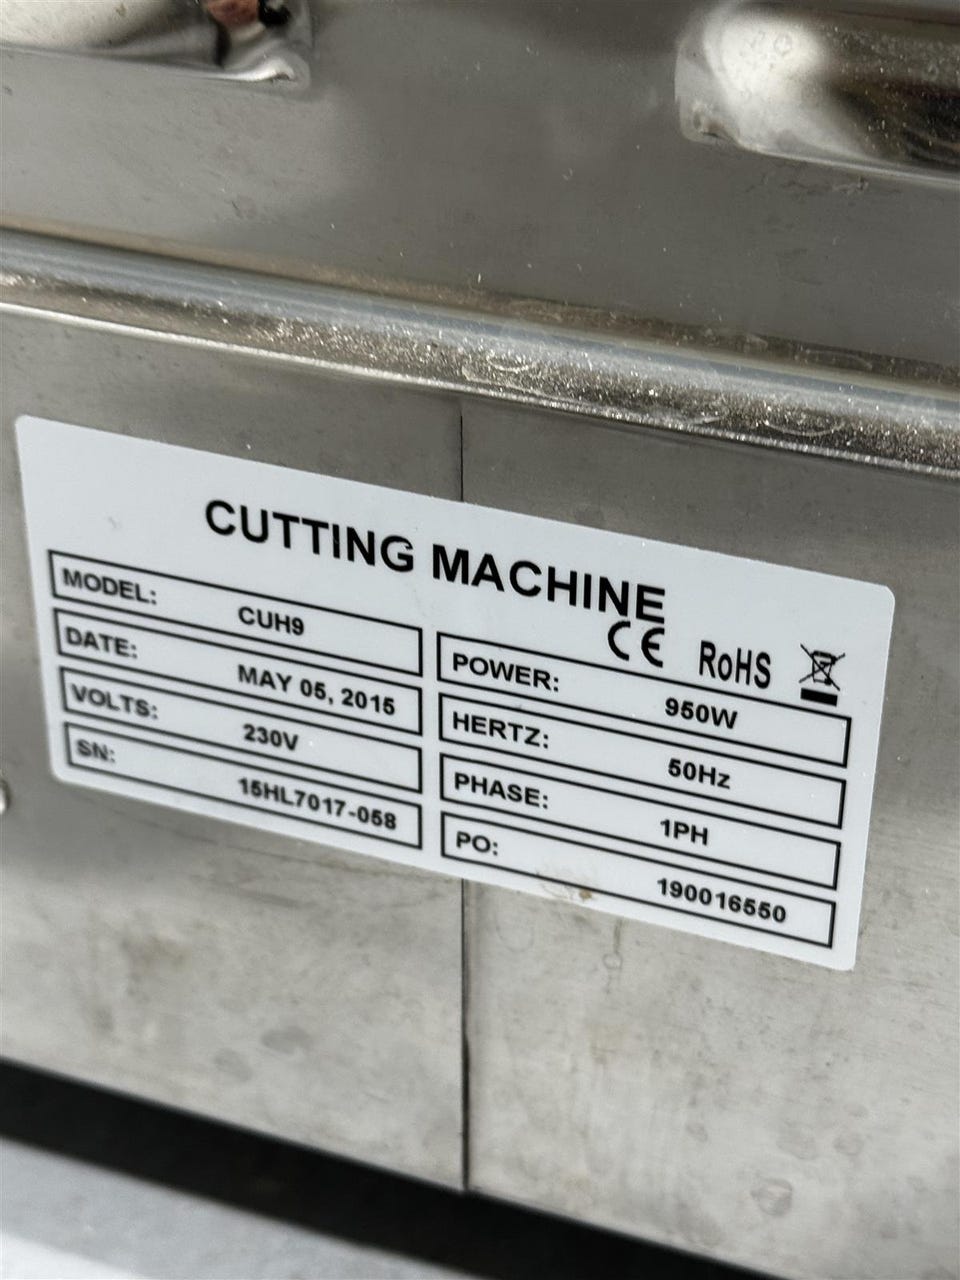 CUTTING MACHINE
CE RoHS
MODEL: CUH9
DATE: MAY 05, 2015
VOLTS: 230V
SN: 15HL7017-058
POWER: 950W
HERTZ: 50Hz
PHASE: 1PH
PO: 190016550